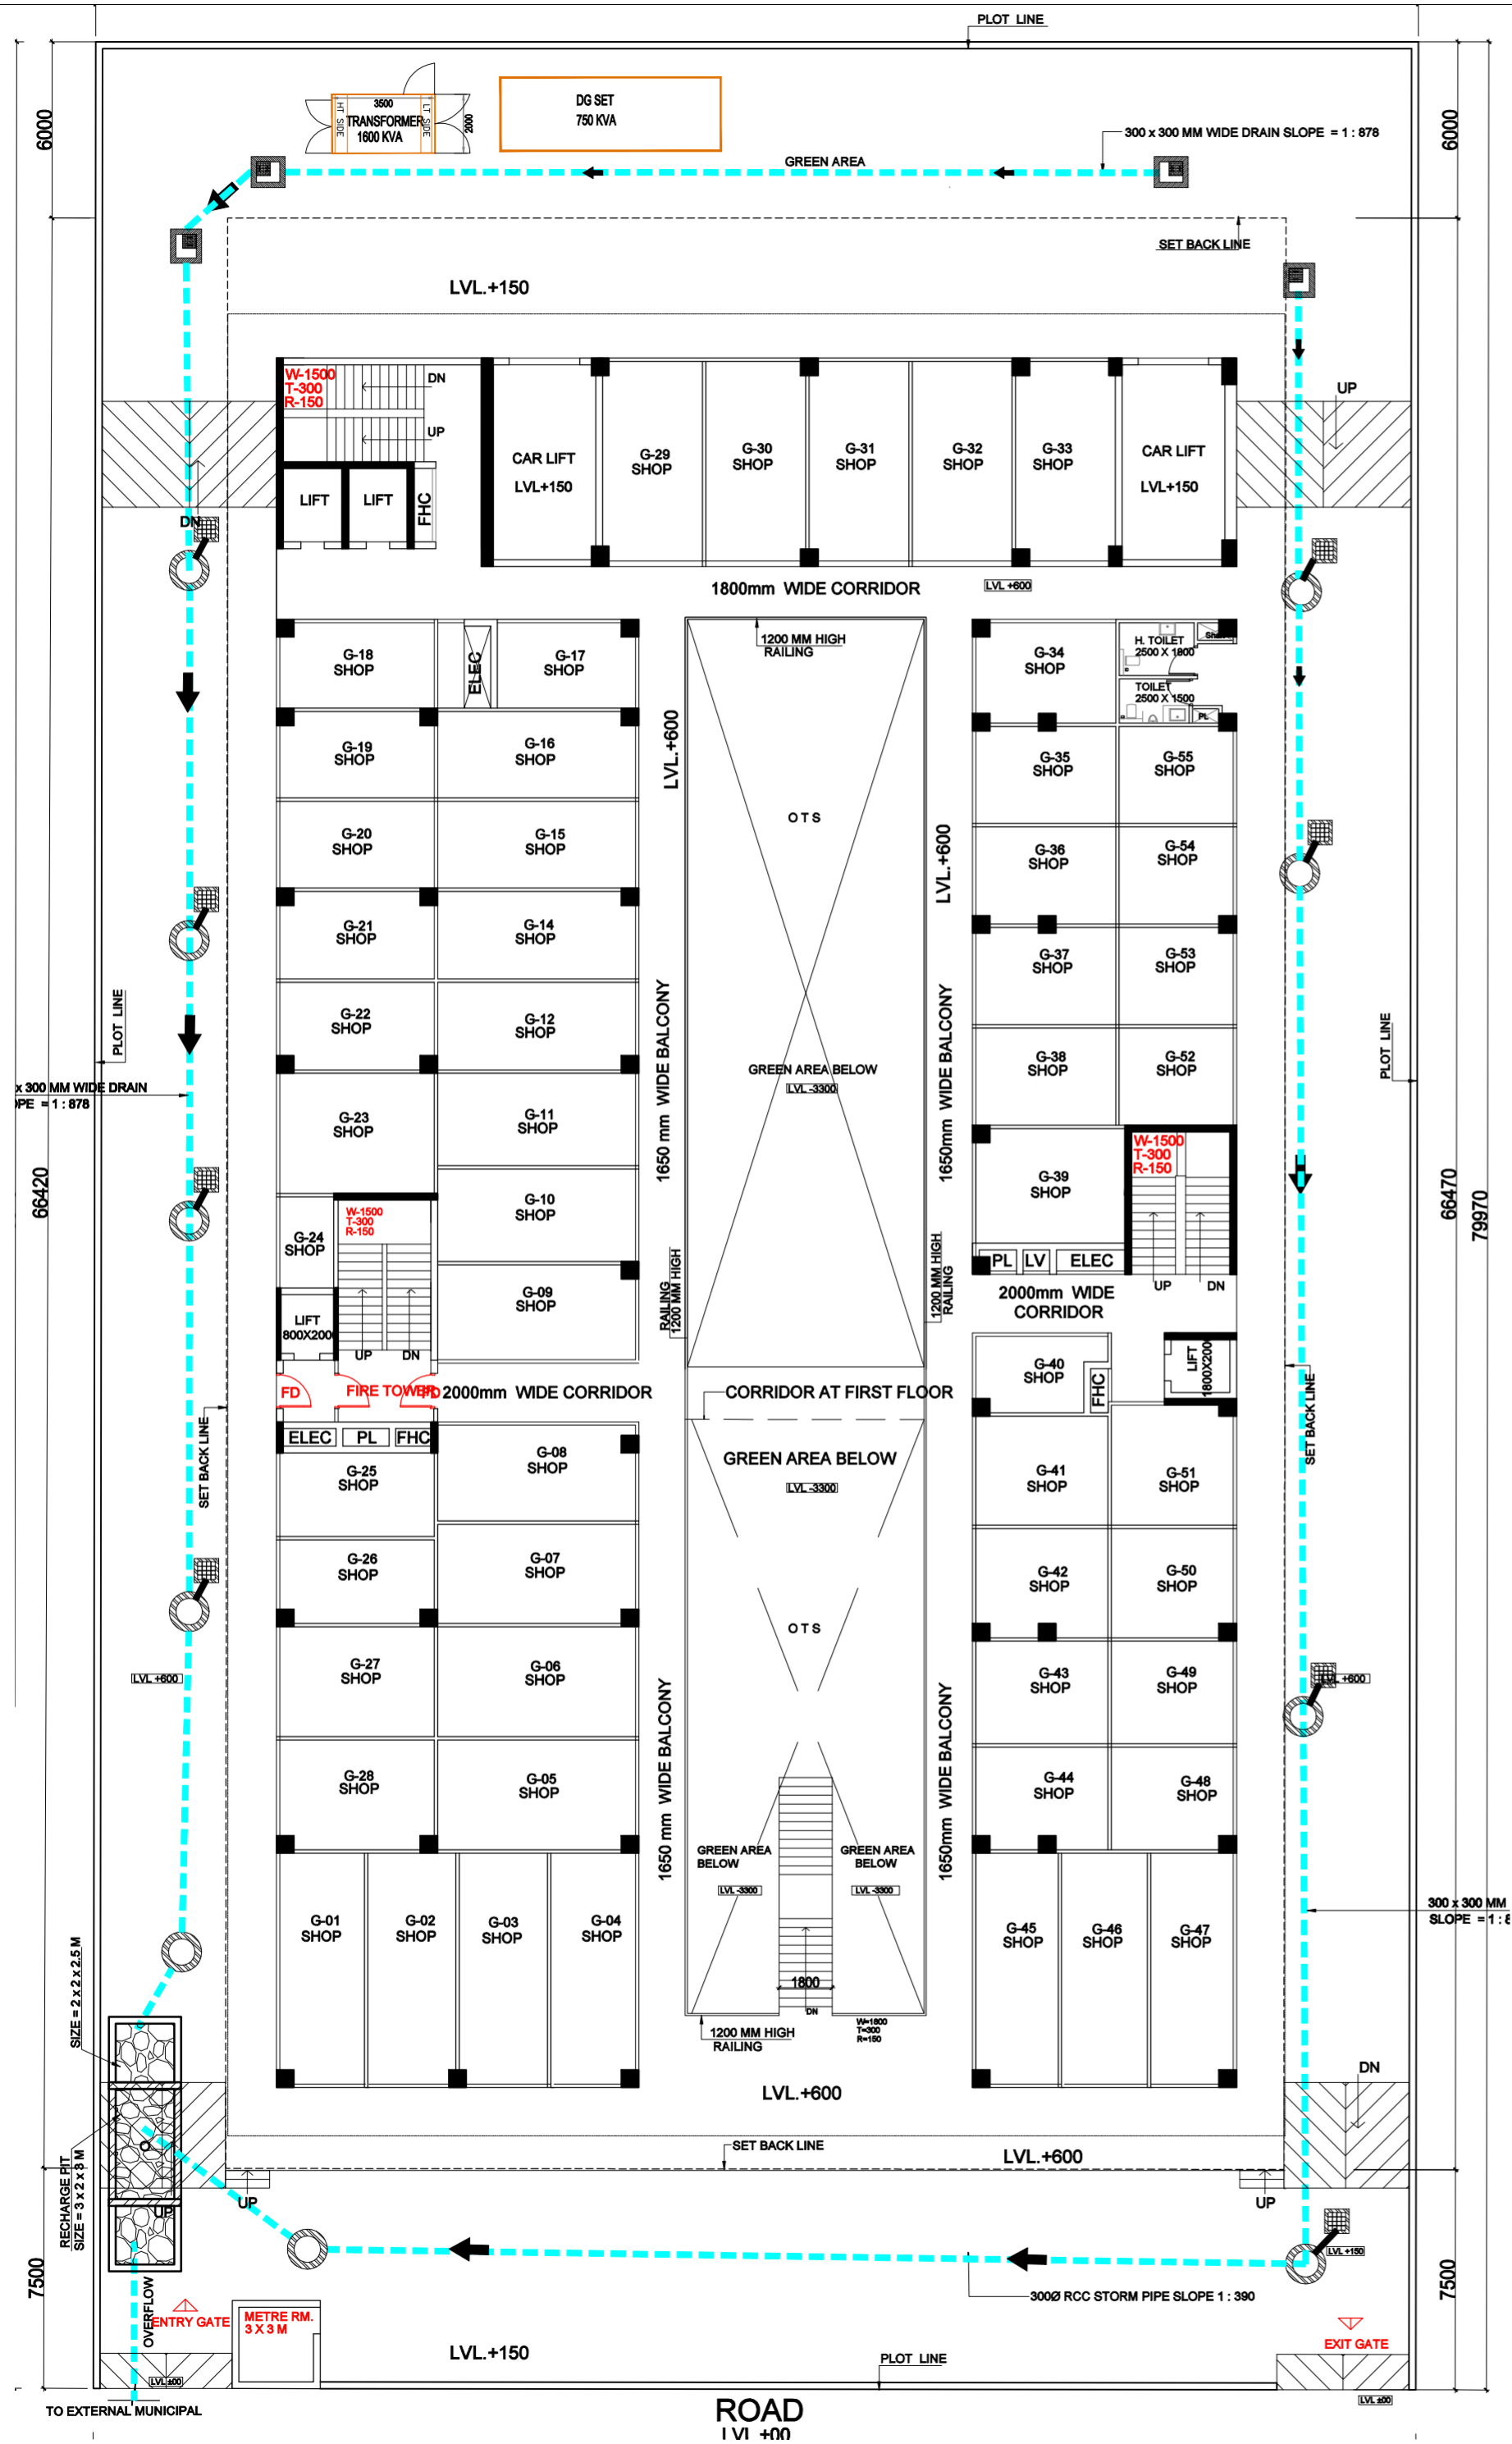 PLOT LINE
6000
6000
HT SIDE
3500
LT SIDE
TRANSFORMER
1600 KVA
2000
DG SET
750 KVA
300 x 300 MM WIDE DRAIN SLOPE = 1 : 878
GREEN AREA
SET BACK LINE
LVL.+150
W-1500
T-300
R-150
DN
UP
LIFT
LIFT
FHC
CAR LIFT
LVL+150
G-29
SHOP
G-30
SHOP
G-31
SHOP
G-32
SHOP
G-33
SHOP
CAR LIFT
LVL+150
UP
DN
1800mm WIDE CORRIDOR
LVL +600
G-18
SHOP
ELEC
G-17
SHOP
1200 MM HIGH
RAILING
G-34
SHOP
H. TOILET
2500 X 1800
TOILET
2500 X 1500
PL
G-19
SHOP
G-16
SHOP
LVL.+600
G-35
SHOP
G-55
SHOP
G-20
SHOP
G-15
SHOP
OTS
LVL.+600
G-36
SHOP
G-54
SHOP
G-21
SHOP
G-14
SHOP
G-37
SHOP
G-53
SHOP
PLOT LINE
G-22
SHOP
G-12
SHOP
1650 mm WIDE BALCONY
GREEN AREA BELOW
LVL -3300
1650mm WIDE BALCONY
G-38
SHOP
G-52
SHOP
PLOT LINE
x 300 MM WIDE DRAIN
OPE = 1 : 878
G-23
SHOP
G-11
SHOP
G-39
SHOP
W-1500
T-300
R-150
66420
66470
79970
G-24
SHOP
W-1500
T-300
R-150
G-10
SHOP
PL
LV
ELEC
UP
DN
LIFT
800X200
UP
DN
G-09
SHOP
RAILING
1200 MM HIGH
1200 MM HIGH
RAILING
2000mm WIDE
CORRIDOR
FD
FIRE TOWER
FD
2000mm WIDE CORRIDOR
CORRIDOR AT FIRST FLOOR
G-40
SHOP
FHC
LIFT
1800X200
SET BACK LINE
SET BACK LINE
ELEC
PL
FHC
G-25
SHOP
G-08
SHOP
GREEN AREA BELOW
LVL -3300
G-41
SHOP
G-51
SHOP
G-26
SHOP
G-07
SHOP
G-42
SHOP
G-50
SHOP
OTS
LVL +600
G-27
SHOP
G-06
SHOP
G-43
SHOP
G-49
SHOP
LVL +600
1650 mm WIDE BALCONY
1650mm WIDE BALCONY
G-28
SHOP
G-05
SHOP
G-44
SHOP
G-48
SHOP
GREEN AREA
BELOW
LVL -3300
GREEN AREA
BELOW
LVL -3300
G-01
SHOP
G-02
SHOP
G-03
SHOP
G-04
SHOP
G-45
SHOP
G-46
SHOP
G-47
SHOP
300 x 300 MM
SLOPE = 1 : 8
1800
DN
W=1800
T=300
R=150
1200 MM HIGH
RAILING
SIZE = 2 x 2 x 2.5 M
LVL.+600
DN
SET BACK LINE
LVL.+600
RECHARGE PIT
SIZE = 3 x 2 x 3 M
UP
UP
UP
LVL +150
300Ø RCC STORM PIPE SLOPE 1 : 390
7500
7500
OVERFLOW
ENTRY GATE
METRE RM.
3 X 3 M
LVL.+150
PLOT LINE
EXIT GATE
LVL ±00
LVL ±00
TO EXTERNAL MUNICIPAL
ROAD
LVL ±00